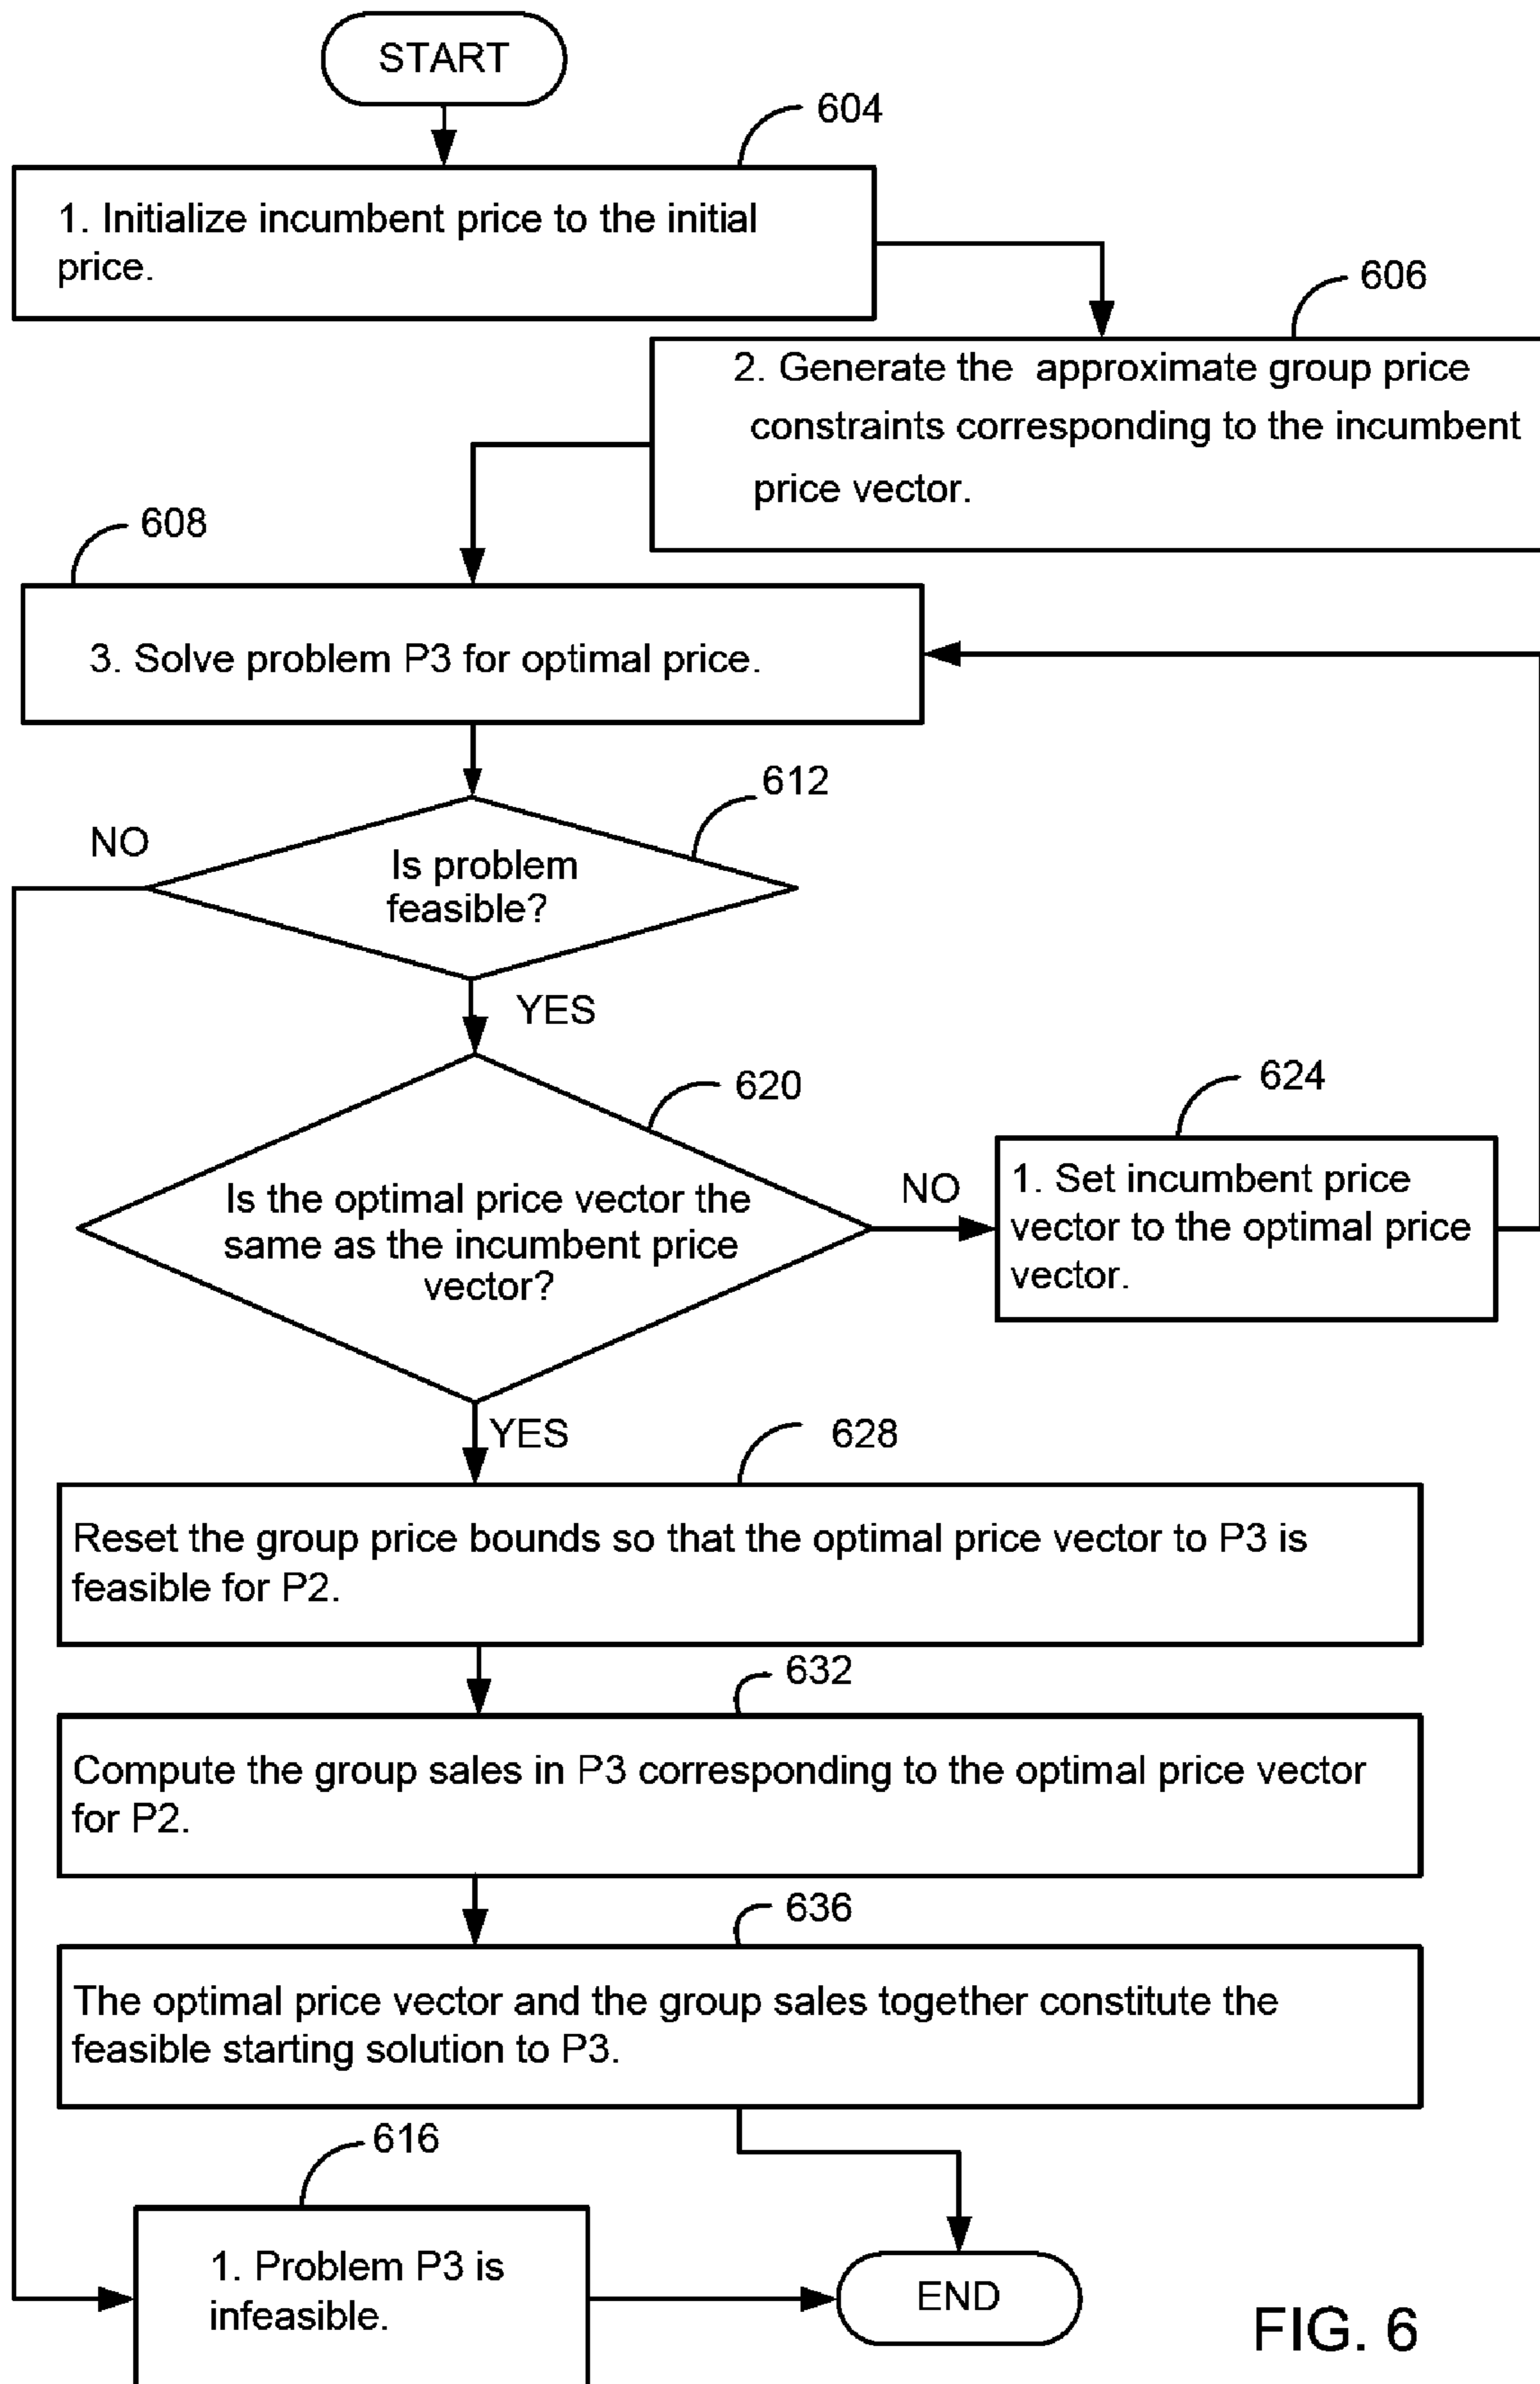 START
604
1. Initialize incumbent price to the initial
price.
606
2. Generate the approximate group price
constraints corresponding to the incumbent
price vector.
608
3. Solve problem P3 for optimal price.
612
NO
Is problem
feasible?
YES
620
624
Is the optimal price vector the
same as the incumbent price
vector?
NO
1. Set incumbent price
vector to the optimal price
vector.
YES
628
Reset the group price bounds so that the optimal price vector to P3 is
feasible for P2.
632
Compute the group sales in P3 corresponding to the optimal price vector
for P2.
636
The optimal price vector and the group sales together constitute the
feasible starting solution to P3.
616
1. Problem P3 is
infeasible.
END
FIG. 6